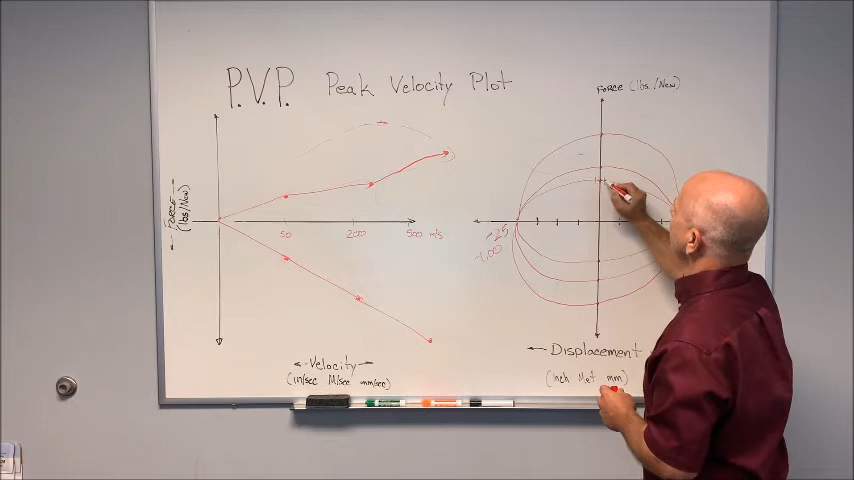 P.V.P. Peak Velocity Plot
FORCE (lbs./New)
← FORCE →
(lbs/New)
50 200 500 m/s
.25
-1.00
← Velocity →
(in/sec M/sec mm/sec)
← Displacement
(inch Met mm)